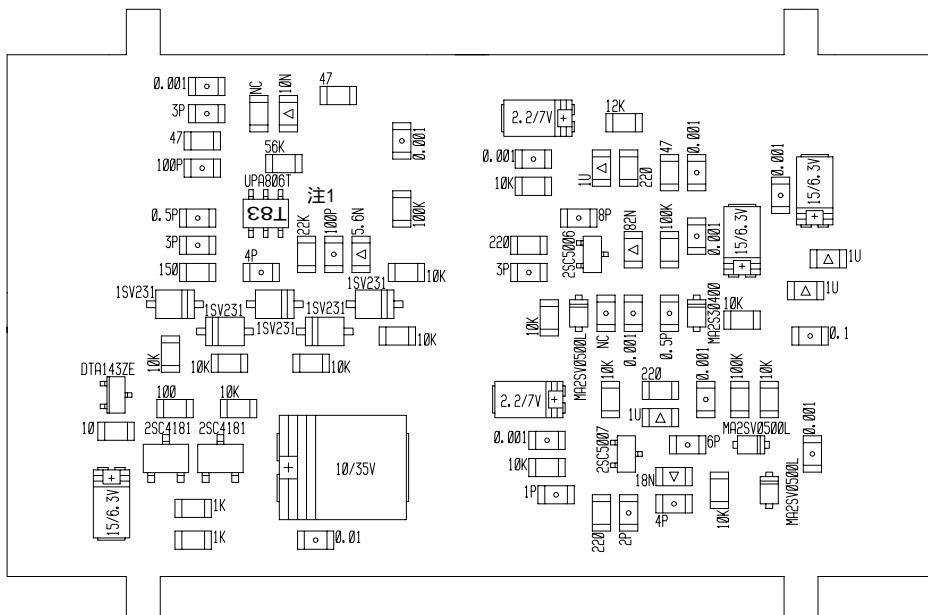 0.001
3P
47
100P
NC
10N
47
56K
UPA806T
T83
注1
0.001
100K
0.5P
3P
150
4P
22K
100P
5.6N
10K
1SV231
1SV231
1SV231
1SV231
1SV231
10K
10K
10K
10K
DTA143ZE
100
10K
10
2SC4181
2SC4181
15/6.3V
1K
1K
10/35V
0.01
2.2/7V
12K
0.001
10K
1U
220
47
0.001
0.001
15/6.3V
8P
220
3P
2SC5006
82N
100K
0.001
15/6.3V
1U
1U
10K
MA2SV0500L
NC
0.001
0.5P
MA2S30400
10K
0.1
2.2/7V
10K
220
0.001
100K
10K
1U
0.001
10K
1P
2SC5007
6P
MA2SV0500L
0.001
18N
220
2P
4P
10K
MA2SV0500L